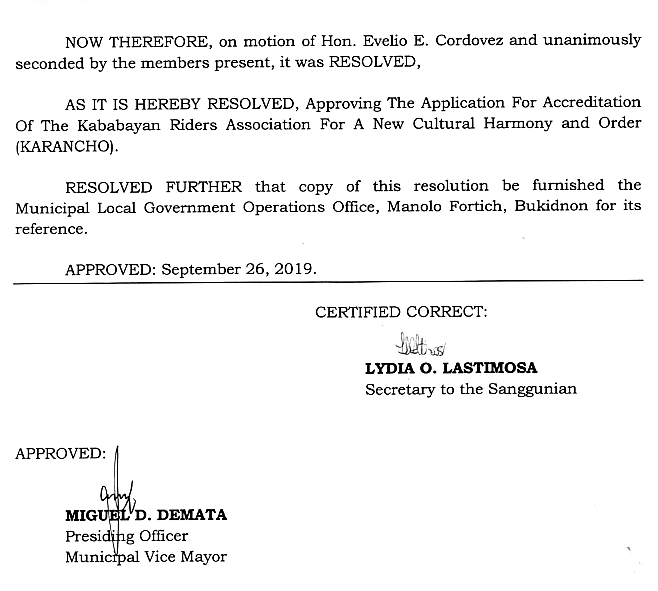 NOW THEREFORE, on motion of Hon. Evelio E. Cordovez and unanimously
seconded by the members present, it was RESOLVED,
AS IT IS HEREBY RESOLVED, Approving The Application For Accreditation
Of The Kababayan Riders Association For A New Cultural Harmony and Order
(KARANCHO).
RESOLVED FURTHER that copy of this resolution be furnished the
Municipal Local Government Operations Office, Manolo Fortich, Bukidnon for its
reference.
APPROVED: September 26, 2019.
CERTIFIED CORRECT:
LYDIA O. LASTIMOSA
Secretary to the Sanggunian
APPROVED:
MIGUEL D. DEMATA
Presiding Officer
Municipal Vice Mayor